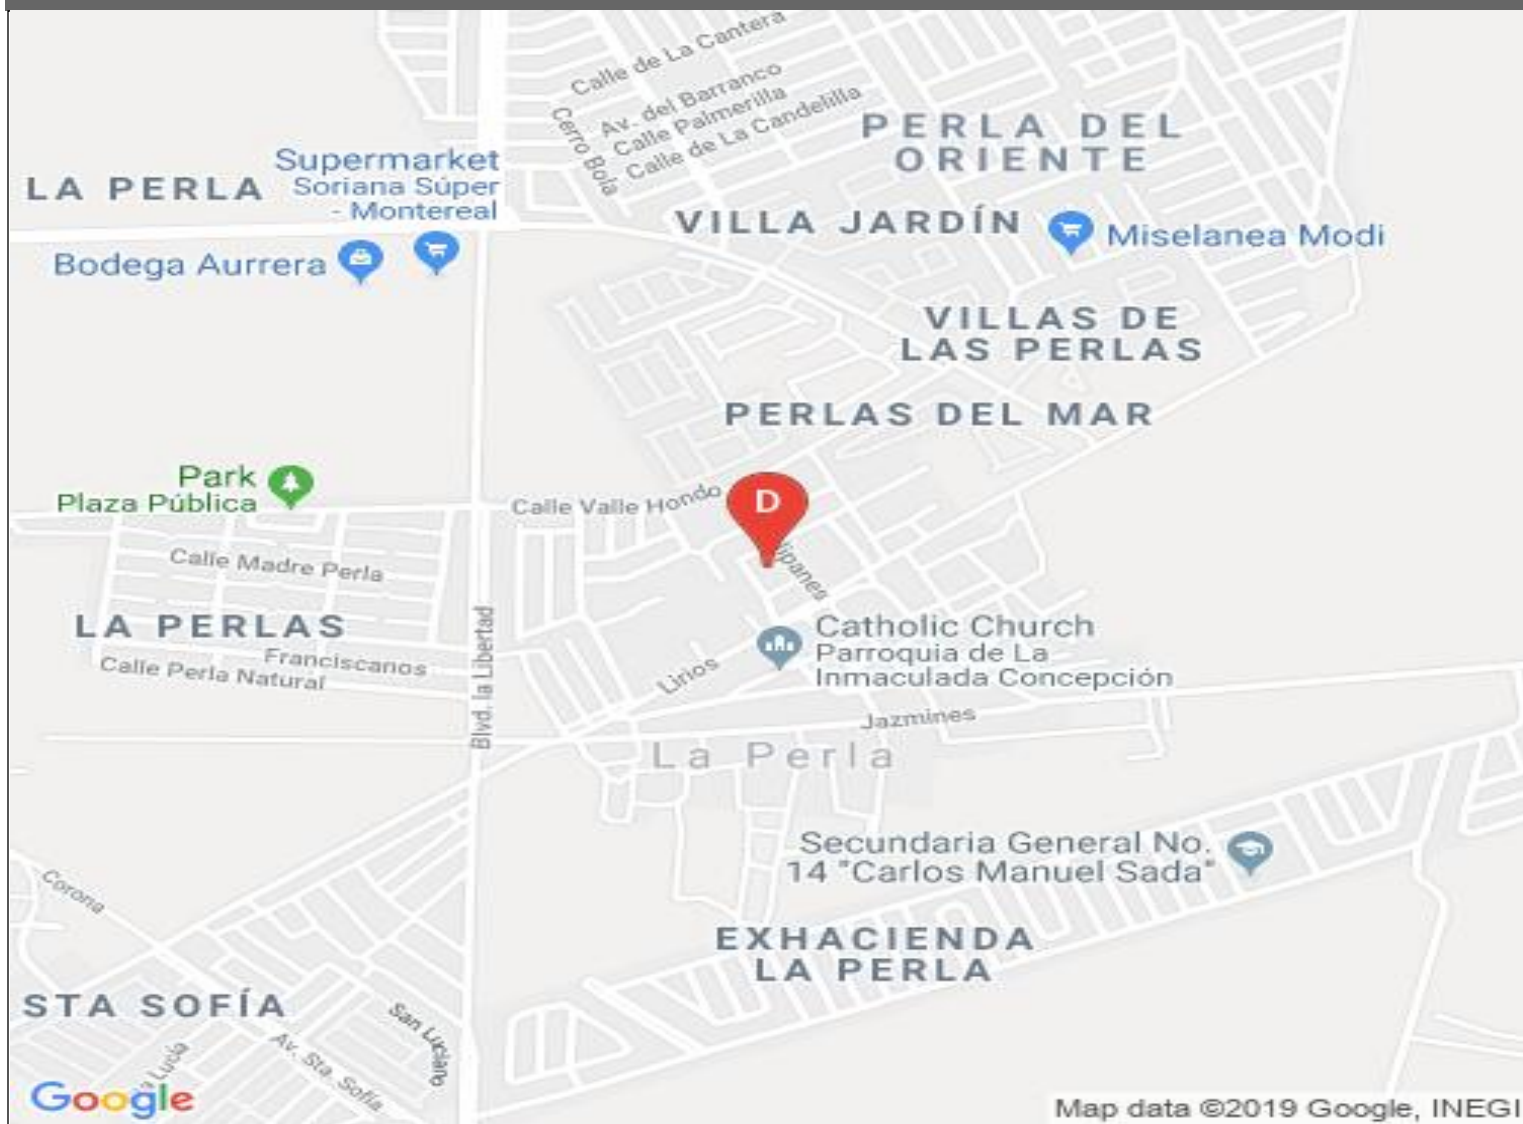 Calle de La Cantera
Av. del Barranco
Calle Palmerilla
Calle de La Candelilla
Cerro Bola
PERLA DEL
ORIENTE
Supermarket
Soriana Súper
- Montereal
LA PERLA
VILLA JARDÍN
Miselanea Modi
Bodega Aurrera
VILLAS DE
LAS PERLAS
PERLAS DEL MAR
Park
Plaza Pública
Calle Valle Hondo
D
lipanes
Calle Madre Perla
LA PERLAS
Franciscanos
Calle Perla Natural
Blvd. la Libertad
Lirios
Catholic Church
Parroquia de La
Inmaculada Concepción
Jazmines
La Perla
Secundaria General No.
14 "Carlos Manuel Sada"
Corona
EXHACIENDA
LA PERLA
STA SOFÍA
San Luciano
Av. Sta. Sofía
a Lucía
Google
Map data ©2019 Google, INEGI